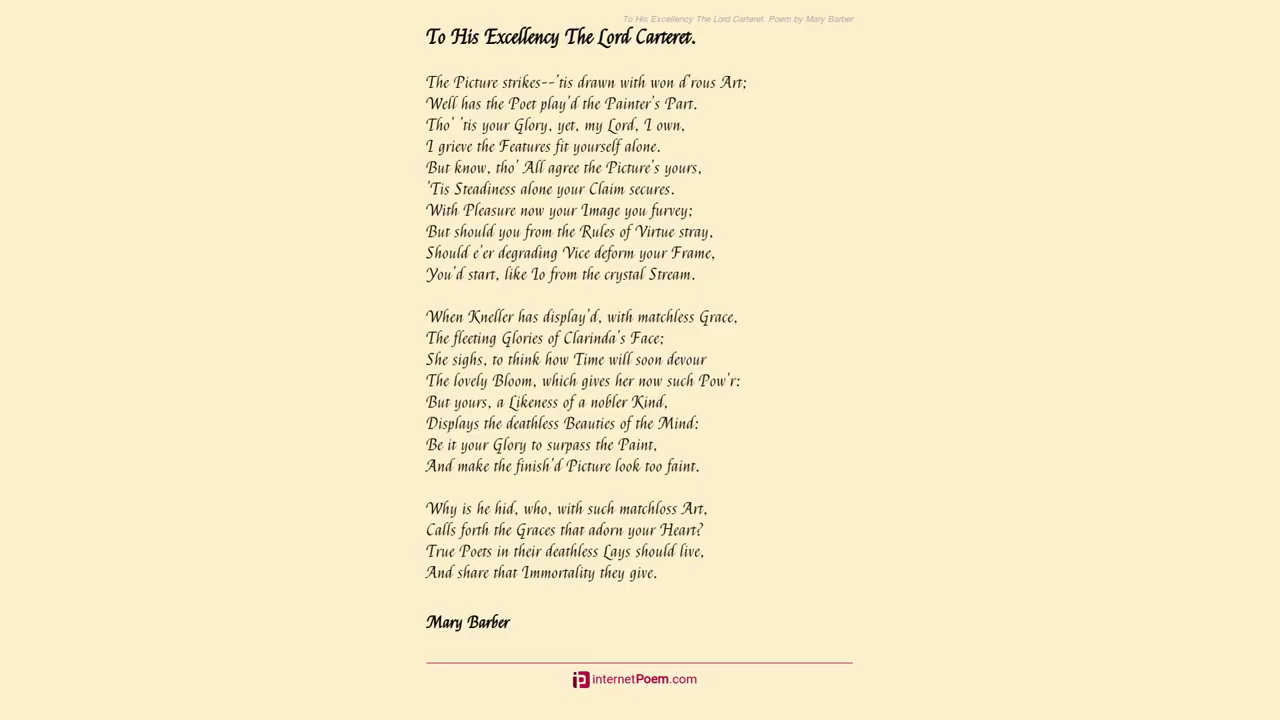 To His Excellency The Lord Carteret. Poem by Mary Barber
To His Excellency The Lord Carteret.
The Picture strikes--'tis drawn with won d'rous Art;
Well has the Poet play'd the Painter's Part.
Tho' 'tis your Glory, yet, my Lord, I own,
I grieve the Features fit yourself alone.
But know, tho' All agree the Picture's yours,
'Tis Steadiness alone your Claim secures.
With Pleasure now your Image you furvey;
But should you from the Rules of Virtue stray,
Should e'er degrading Vice deform your Frame,
You'd start, like Io from the crystal Stream.
When Kneller has display'd, with matchless Grace,
The fleeting Glories of Clarinda's Face;
She sighs, to think how Time will soon devour
The lovely Bloom, which gives her now such Pow'r:
But yours, a Likeness of a nobler Kind,
Displays the deathless Beauties of the Mind:
Be it your Glory to surpass the Paint,
And make the finish'd Picture look too faint.
Why is he hid, who, with such matchloss Art,
Calls forth the Graces that adorn your Heart?
True Poets in their deathless Lays should live,
And share that Immortality they give.
Mary Barber
internetPoem.com